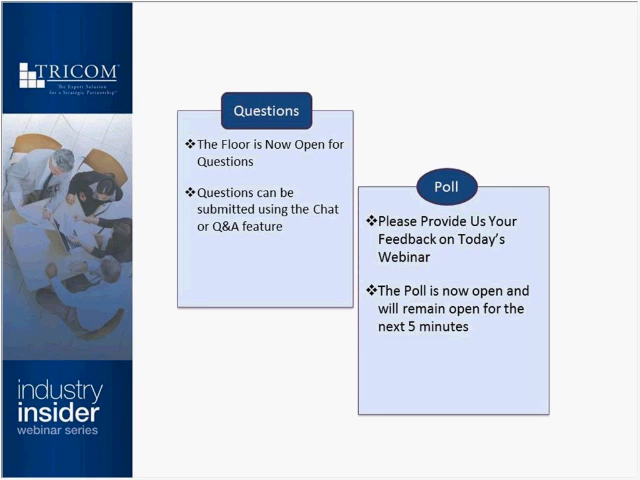 TRICOM
The Expert Solution
for a Strategic Partnership
Questions
❖The Floor is Now Open for
Questions
❖Questions can be
submitted using the Chat
or Q&A feature
Poll
❖Please Provide Us Your
Feedback on Today's
Webinar
❖The Poll is now open and
will remain open for the
next 5 minutes
industry
insider
webinar series